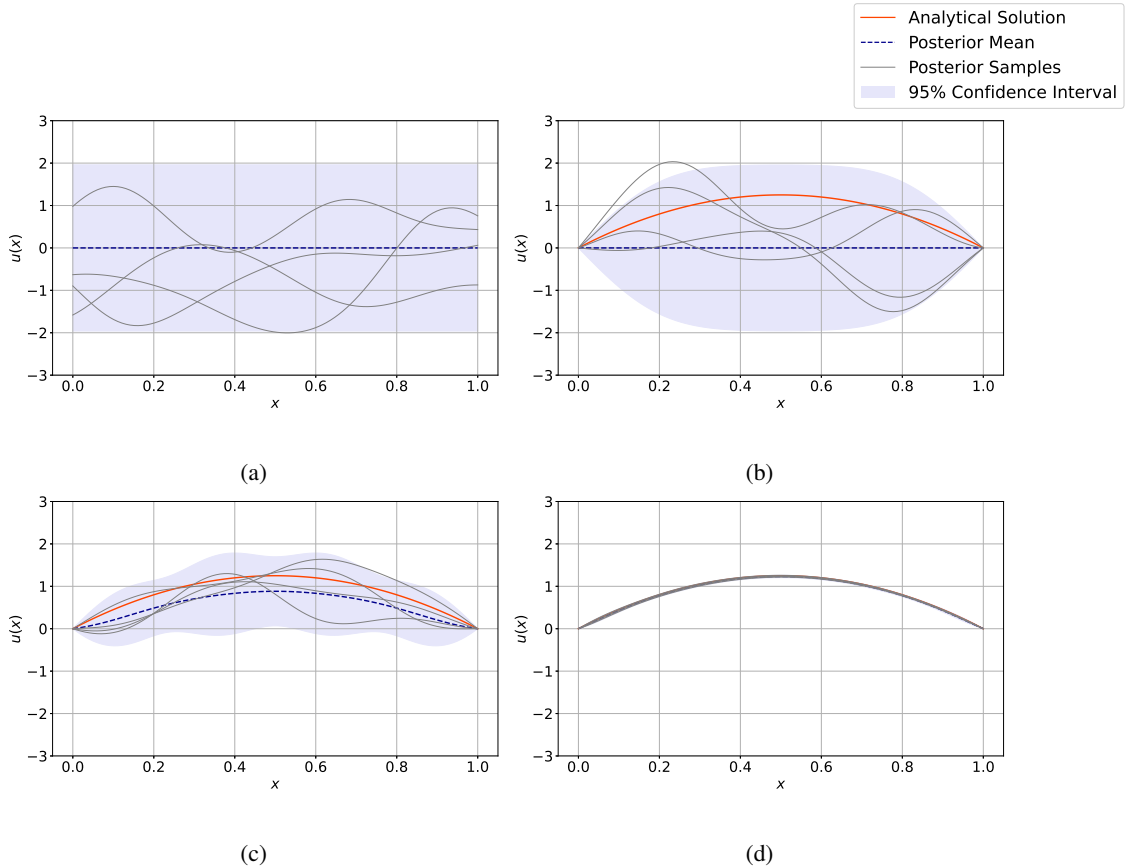 Analytical Solution
Posterior Mean
Posterior Samples
95% Confidence Interval
3
2
1
0
−1
−2
−3
u(x)
0.0 0.2 0.4 0.6 0.8 1.0
x
(a)
3
2
1
0
−1
−2
−3
u(x)
0.0 0.2 0.4 0.6 0.8 1.0
x
(b)
3
2
1
0
−1
−2
−3
u(x)
0.0 0.2 0.4 0.6 0.8 1.0
x
(c)
3
2
1
0
−1
−2
−3
u(x)
0.0 0.2 0.4 0.6 0.8 1.0
x
(d)